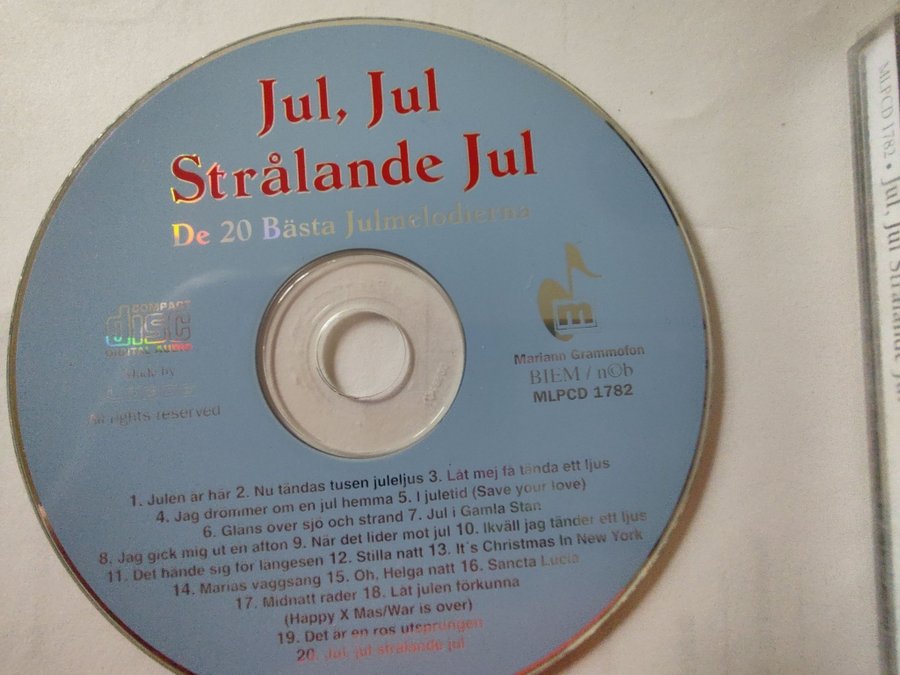 Jul, Jul
Strålande Jul
De 20 Bästa Julmelodierna
COMPACT
disc
DIGITAL AUDIO
Made by
All rights reserved
m
Mariann Grammofon
BIEM / n©b
MLPCD 1782
1. Julen är här 2. Nu tändas tusen juleljus 3. Låt mej få tända ett ljus
4. Jag drömmer om en jul hemma 5. I juletid (Save your love)
6. Glans över sjö och strand 7. Jul i Gamla Stan
8. Jag gick mig ut en afton 9. När det lider mot jul 10. Ikväll jag tänder ett ljus
11. Det hände sig för längesen 12. Stilla natt 13. It´s Christmas In New York
14. Marias vaggsång 15. Oh, Helga natt 16. Sancta Lucia
17. Midnatt råder 18. Låt julen förkunna
(Happy X Mas/War is over)
19. Det är en ros utsprungen
20. Jul, jul strålande jul
MLPCD 1782 • Jul, Jul Strålande Jul